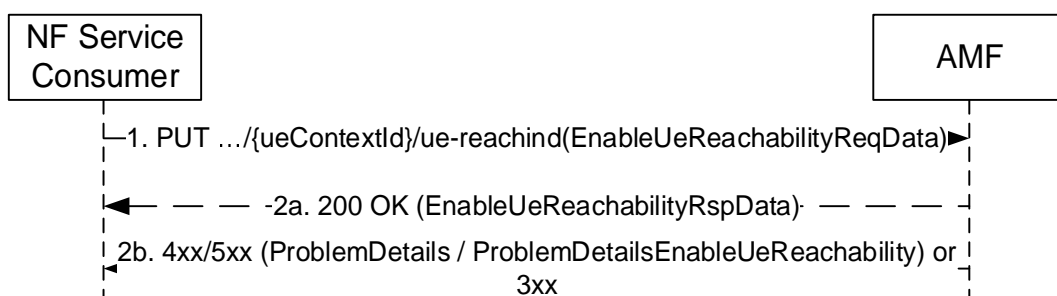 NF Service
Consumer
AMF
1. PUT …/{ueContextId}/ue-reachind(EnableUeReachabilityReqData)
2a. 200 OK (EnableUeReachabilityRspData)
2b. 4xx/5xx (ProblemDetails / ProblemDetailsEnableUeReachability) or
3xx